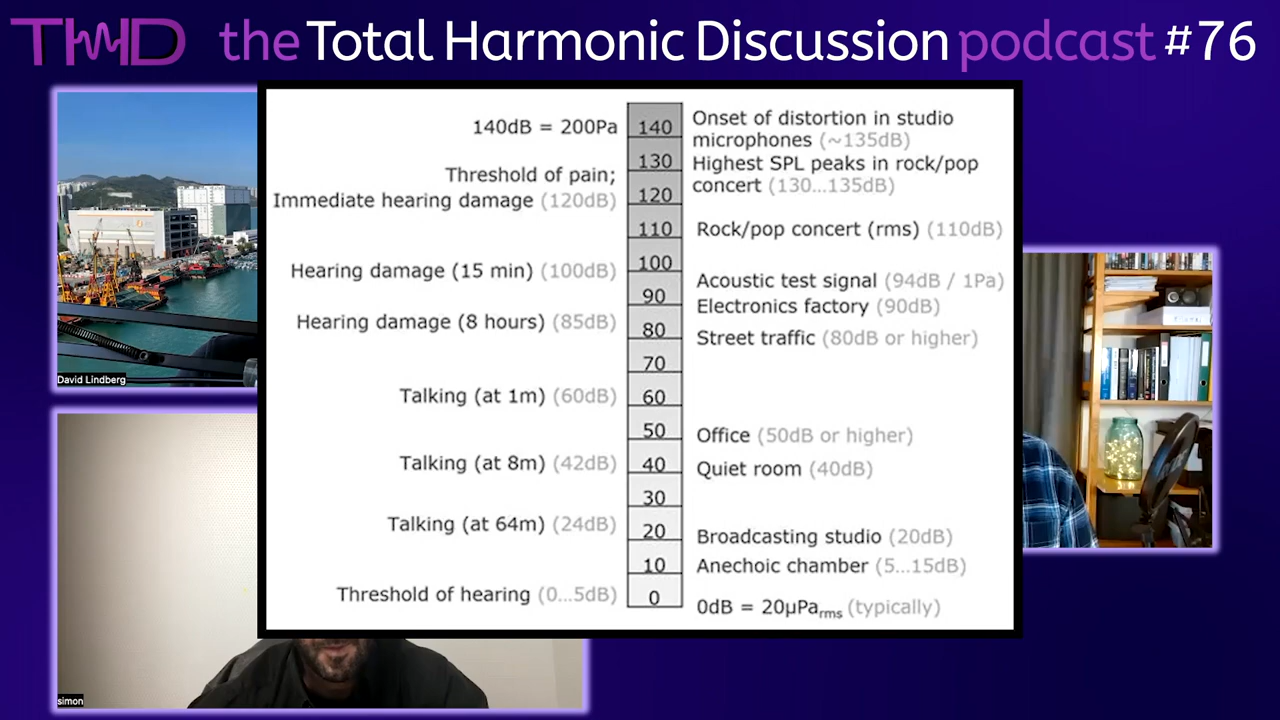 THD the Total Harmonic Discussion podcast #76
140dB = 200Pa
Threshold of pain;
Immediate hearing damage (120dB)
Hearing damage (15 min) (100dB)
Hearing damage (8 hours) (85dB)
Talking (at 1m) (60dB)
Talking (at 8m) (42dB)
Talking (at 64m) (24dB)
Threshold of hearing (0...5dB)
140
130
120
110
100
90
80
70
60
50
40
30
20
10
0
Onset of distortion in studio
microphones (~135dB)
Highest SPL peaks in rock/pop
concert (130...135dB)
Rock/pop concert (rms) (110dB)
Acoustic test signal (94dB / 1Pa)
Electronics factory (90dB)
Street traffic (80dB or higher)
Office (50dB or higher)
Quiet room (40dB)
Broadcasting studio (20dB)
Anechoic chamber (5...15dB)
0dB = 20µParms (typically)
David Lindberg
simon